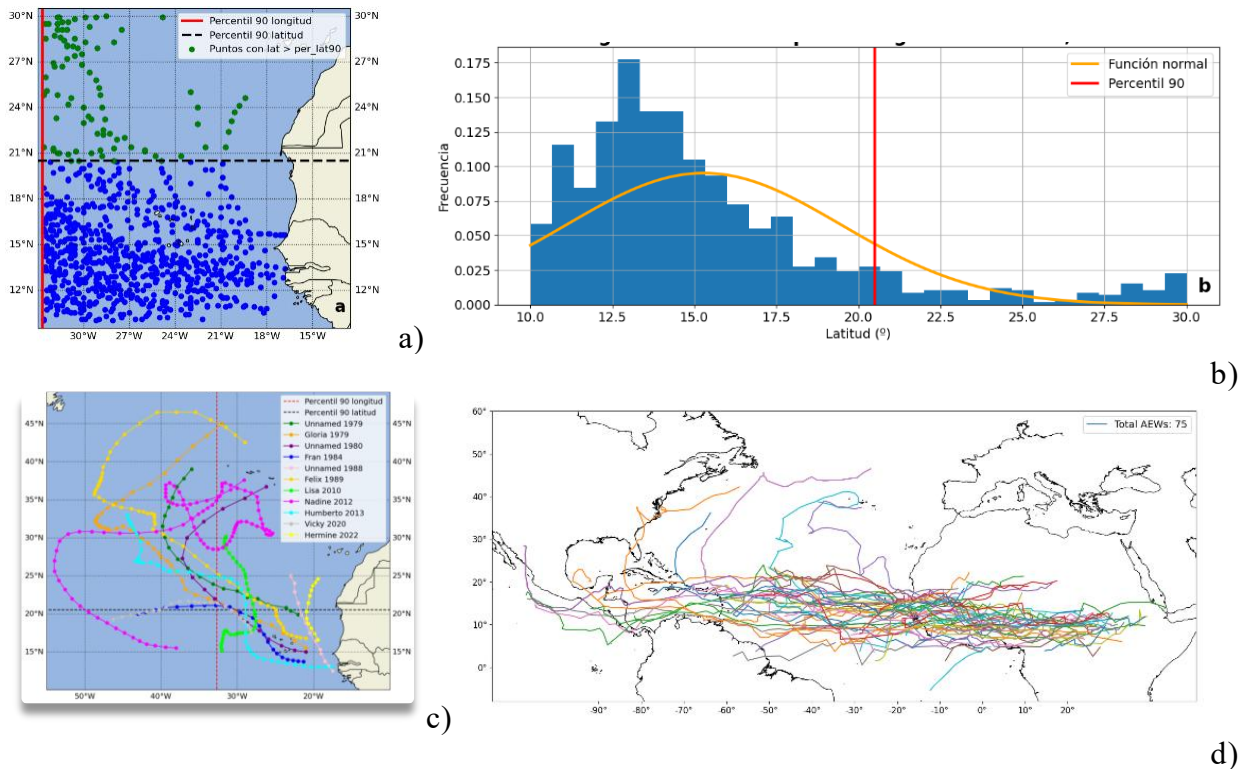 30°N
27°N
24°N
21°N
18°N
15°N
12°N
30°N
27°N
24°N
21°N
18°N
15°N
12°N
30°W 27°W 24°W 21°W 18°W 15°W
Percentil 90 longitud
Percentil 90 latitud
Puntos con lat > per_lat90
a
a)
0.175
0.150
0.125
0.100
0.075
0.050
0.025
0.000
Frecuencia
Función normal
Percentil 90
b
10.0 12.5 15.0 17.5 20.0 22.5 25.0 27.5 30.0
Latitud (º)
b)
45°N
40°N
35°N
30°N
25°N
20°N
15°N
45°N
40°N
35°N
30°N
25°N
20°N
15°N
50°W 40°W 30°W 20°W
Percentil 90 longitud
Percentil 90 latitud
Unnamed 1979
Gloria 1979
Unnamed 1980
Fran 1984
Unnamed 1988
Felix 1989
Lisa 2010
Nadine 2012
Humberto 2013
Vicky 2020
Hermine 2022
c)
60°
50°
40°
30°
20°
10°
0°
Total AEWs: 75
-90° -80° -70° -60° -50° -40° -30° -20° -10° 0° 10° 20°
d)